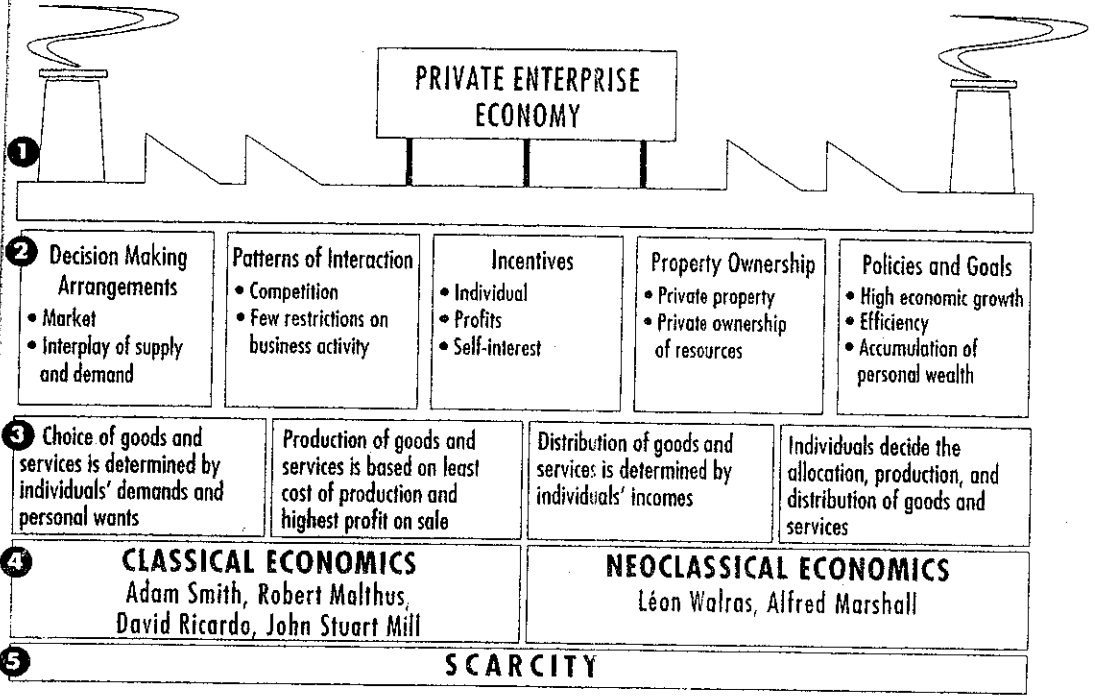 PRIVATE ENTERPRISE
ECONOMY
1
2 Decision Making
Arrangements
• Market
• Interplay of supply
and demand
Patterns of Interaction
• Competition
• Few restrictions on
business activity
Incentives
• Individual
• Profits
• Self-interest
Property Ownership
• Private property
• Private ownership
of resources
Policies and Goals
• High economic growth
• Efficiency
• Accumulation of
personal wealth
3 Choice of goods and
services is determined by
individuals' demands and
personal wants
Production of goods and
services is based on least
cost of production and
highest profit on sale
Distribution of goods and
services is determined by
individuals' incomes
Individuals decide the
allocation, production, and
distribution of goods and
services
4 CLASSICAL ECONOMICS
Adam Smith, Robert Malthus,
David Ricardo, John Stuart Mill
NEOCLASSICAL ECONOMICS
Léon Walras, Alfred Marshall
5 SCARCITY